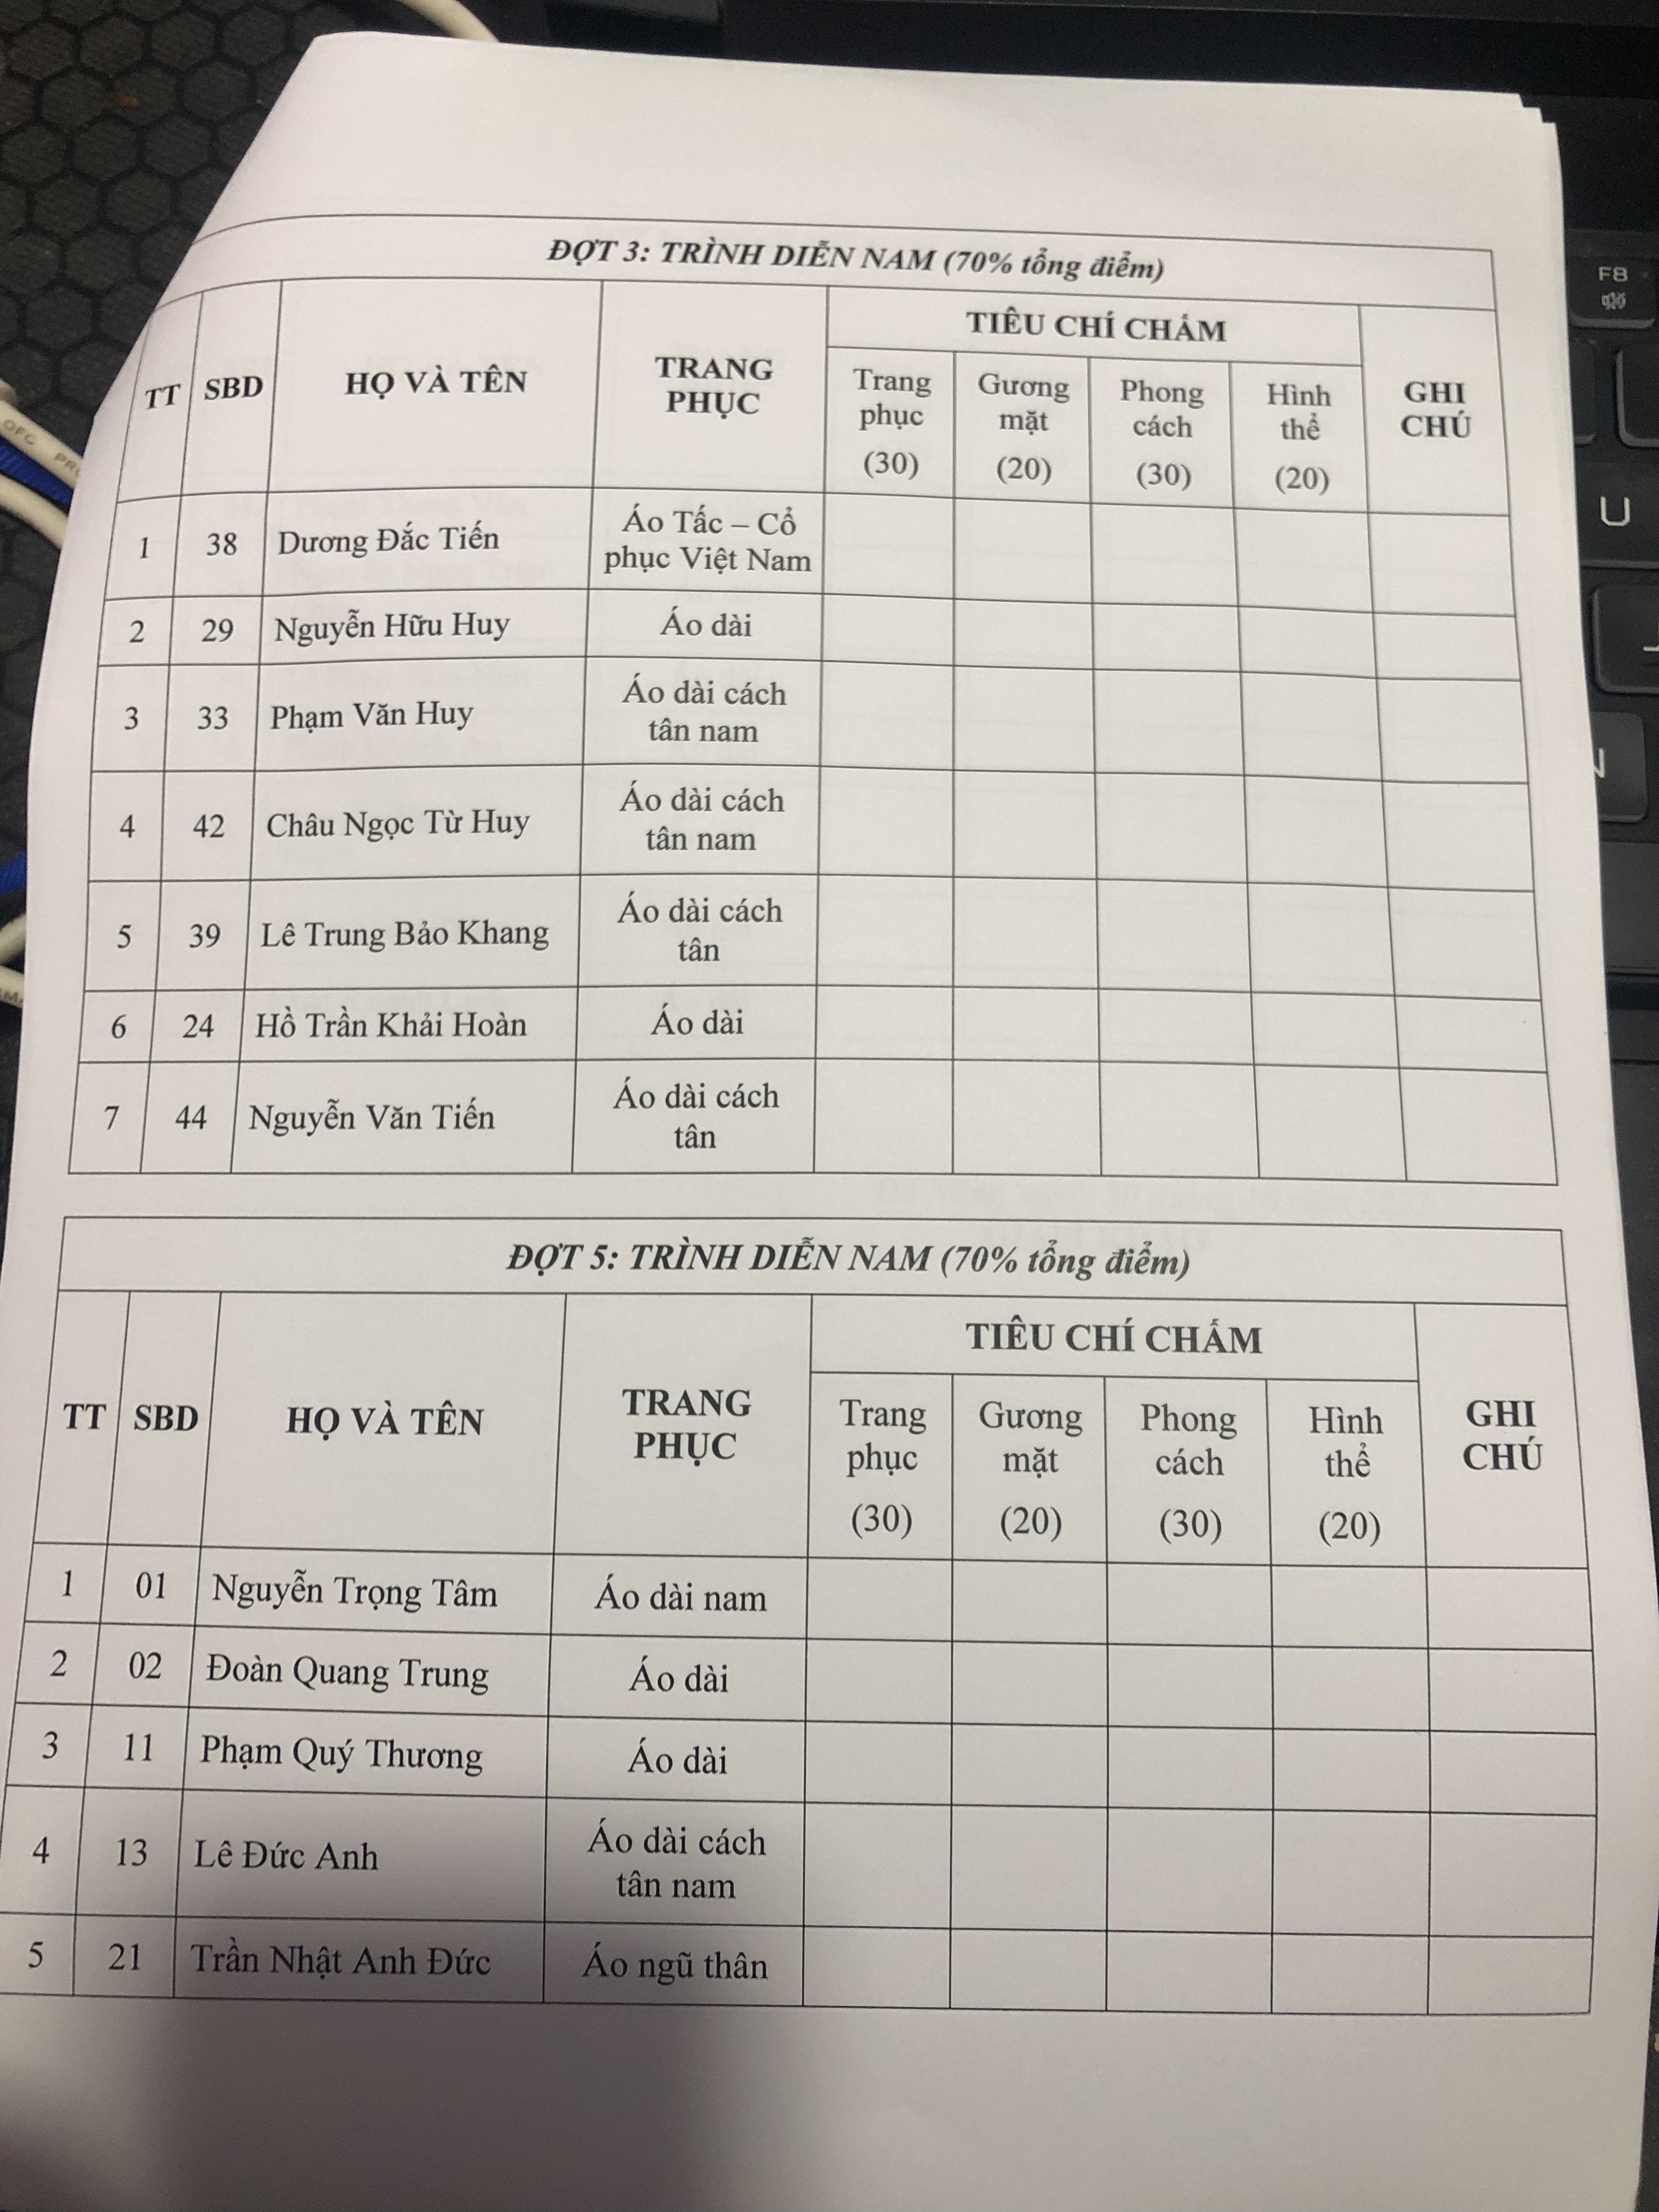 ĐỢT 3: TRÌNH DIỄN NAM (70% tổng điểm)
TT SBD HỌ VÀ TÊN TRANG PHỤC TIÊU CHÍ CHẤM GHI CHÚ
Trang phục (30) Gương mặt (20) Phong cách (30) Hình thể (20)
1 38 Dương Đắc Tiến Áo Tấc – Cổ phục Việt Nam
2 29 Nguyễn Hữu Huy Áo dài
3 33 Phạm Văn Huy Áo dài cách tân nam
4 42 Châu Ngọc Từ Huy Áo dài cách tân nam
5 39 Lê Trung Bảo Khang Áo dài cách tân
6 24 Hồ Trần Khải Hoàn Áo dài
7 44 Nguyễn Văn Tiến Áo dài cách tân
ĐỢT 5: TRÌNH DIỄN NAM (70% tổng điểm)
TT SBD HỌ VÀ TÊN TRANG PHỤC TIÊU CHÍ CHẤM GHI CHÚ
Trang phục (30) Gương mặt (20) Phong cách (30) Hình thể (20)
1 01 Nguyễn Trọng Tâm Áo dài nam
2 02 Đoàn Quang Trung Áo dài
3 11 Phạm Quý Thương Áo dài
4 13 Lê Đức Anh Áo dài cách tân nam
5 21 Trần Nhật Anh Đức Áo ngũ thân
F8
U